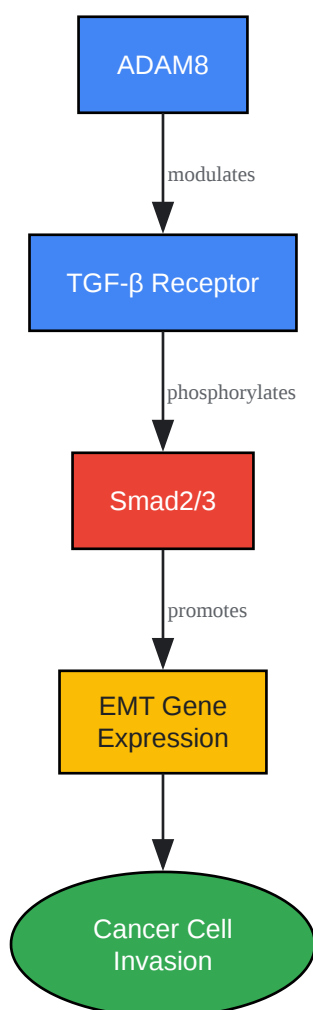 ADAM8
modulates
TGF-β Receptor
phosphorylates
Smad2/3
promotes
EMT Gene
Expression
Cancer Cell
Invasion